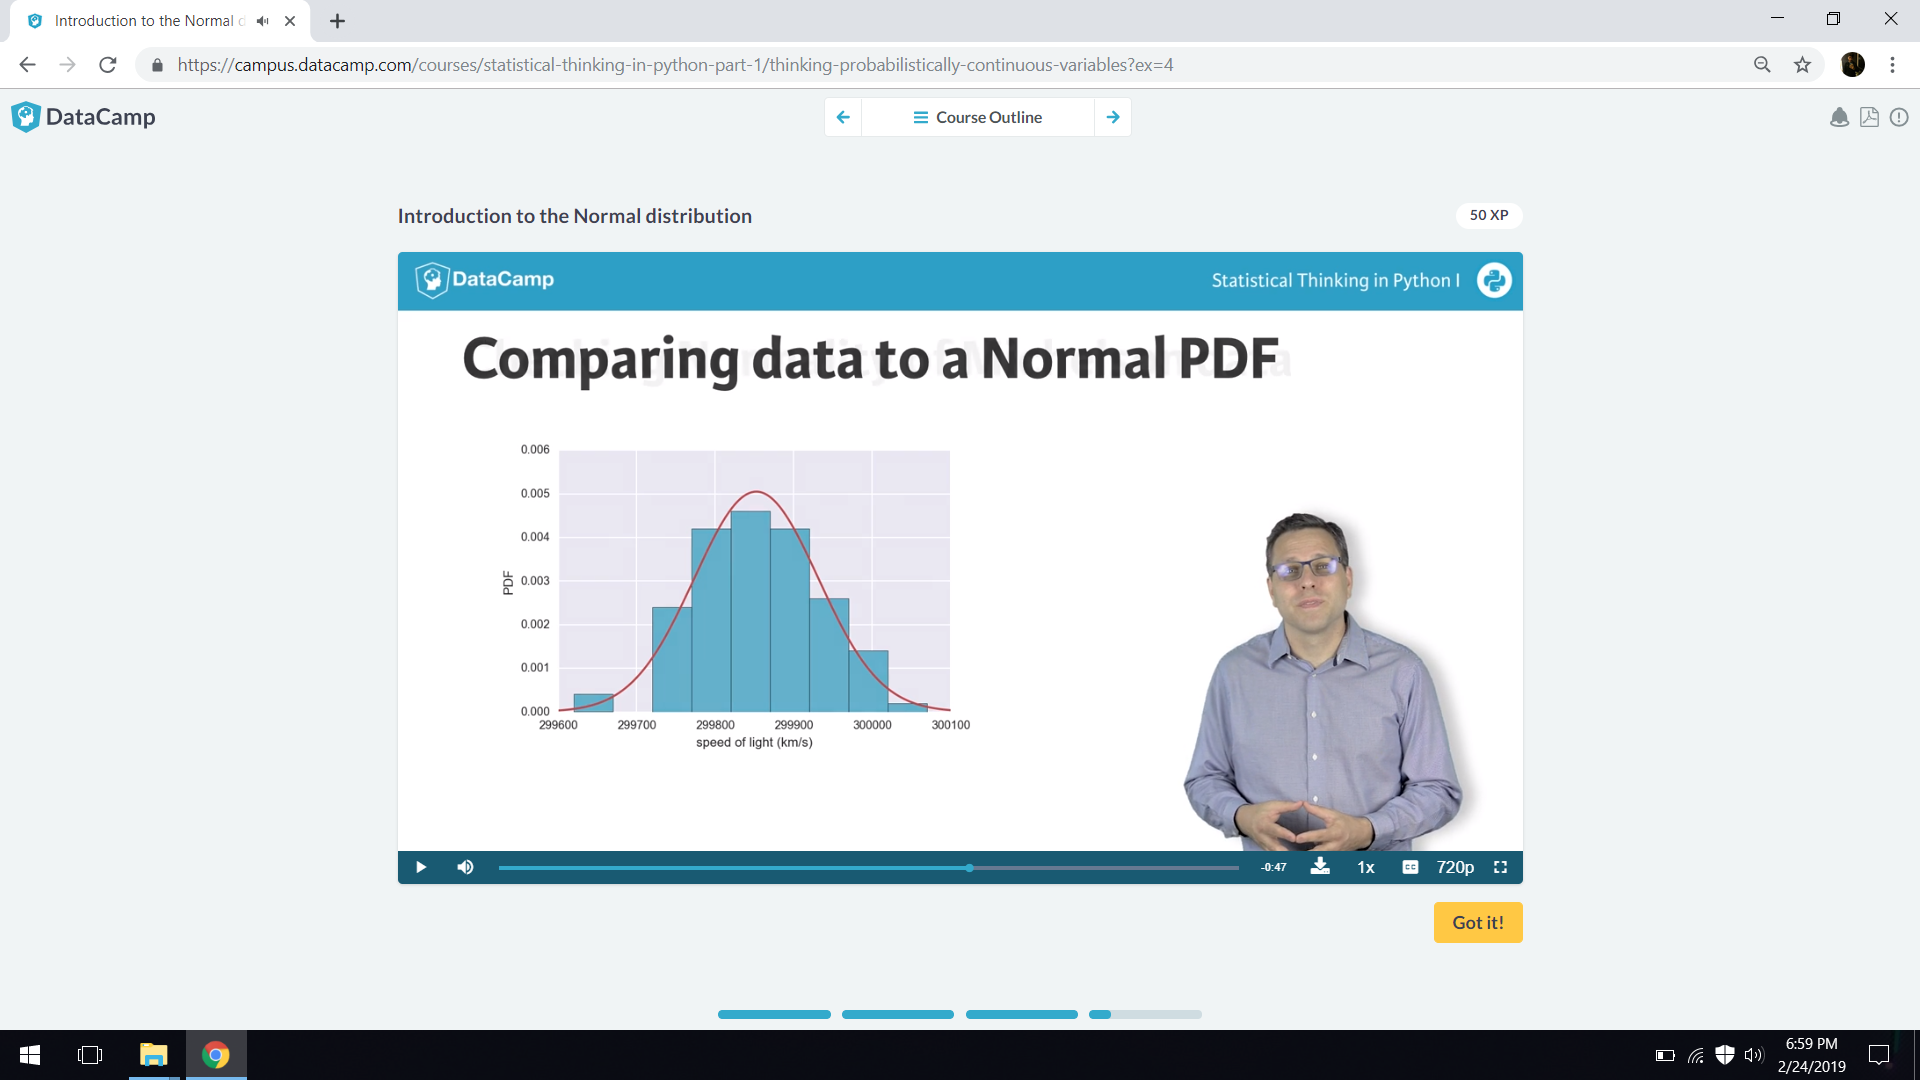 Introduction to the Normal d
https://campus.datacamp.com/courses/statistical-thinking-in-python-part-1/thinking-probabilistically-continuous-variables?ex=4
DataCamp
Course Outline
Introduction to the Normal distribution
50 XP
DataCamp
Statistical Thinking in Python I
Comparing data to a Normal PDF
0.006
0.005
0.004
0.003
0.002
0.001
0.000
PDF
299600 299700 299800 299900 300000 300100
speed of light (km/s)
-0:47
1x
CC
720p
Got it!
6:59 PM
2/24/2019